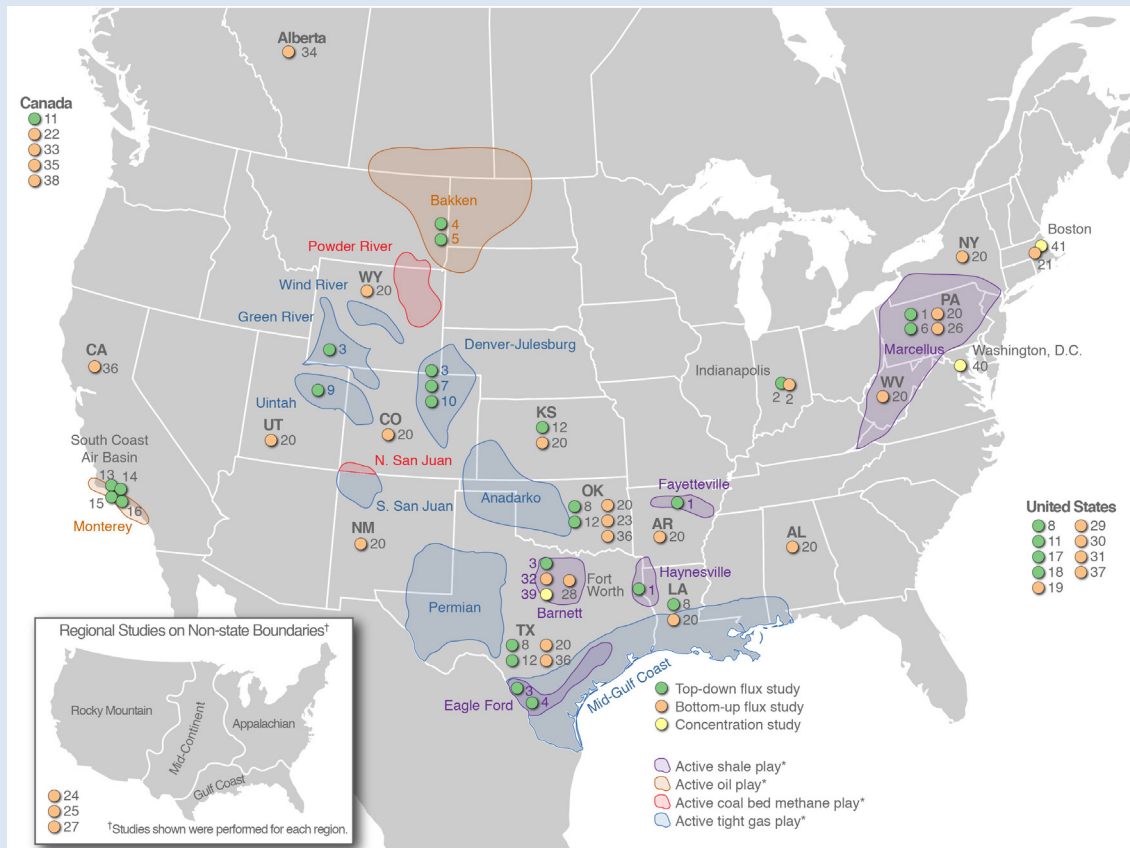 Alberta
34
Canada
11
22
33
35
38
Bakken
4
5
Powder River
Wind River
WY
20
Green River
3
Denver-Julesburg
3
7
10
Uintah
9
CA
36
UT
20
CO
20
KS
12
20
South Coast
Air Basin
13
14
15
16
Monterey
N. San Juan
S. San Juan
NM
20
Anadarko
OK
8 20
12 23
36
Fayetteville
1
AR
20
AL
20
Indianapolis
2 2
NY
20
Boston
41
21
PA
1 20
6 26
Marcellus
Washington, D.C.
40
WV
20
United States
8 29
11 30
17 31
18 37
19
3
32
39
28
Fort
Worth
Barnett
Haynesville
1
LA
8
20
Permian
TX
8 20
12 36
Eagle Ford
3
4
Mid-Gulf Coast
Top-down flux study
Bottom-up flux study
Concentration study
Active shale play*
Active oil play*
Active coal bed methane play*
Active tight gas play*
Regional Studies on Non-state Boundaries†
Rocky Mountain
Mid-Continent
Appalachian
Gulf Coast
24
25
27
†Studies shown were performed for each region.